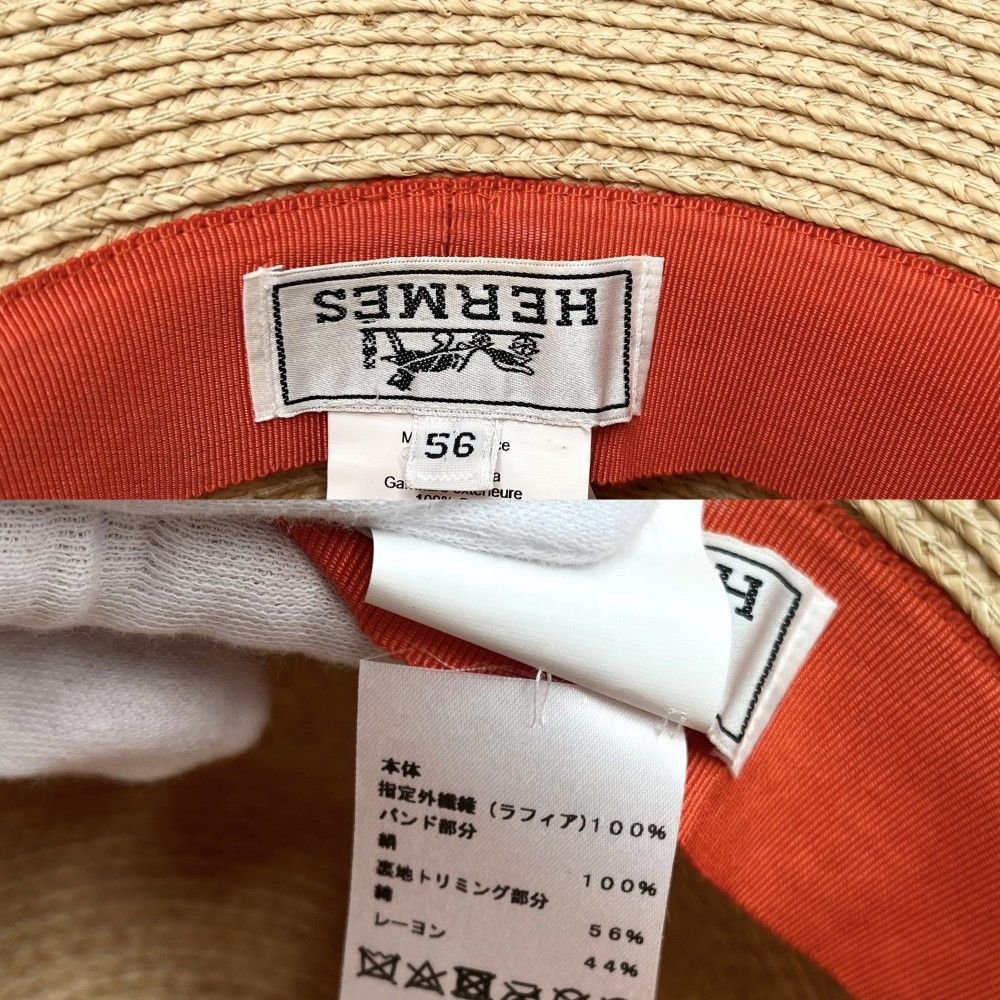 HERMES
56
extérieure
本体
指定外繊維 (ラフィア)100%
バンド部分
絹
100%
裏地トリミング部分
綿
56%
レーヨン
44%